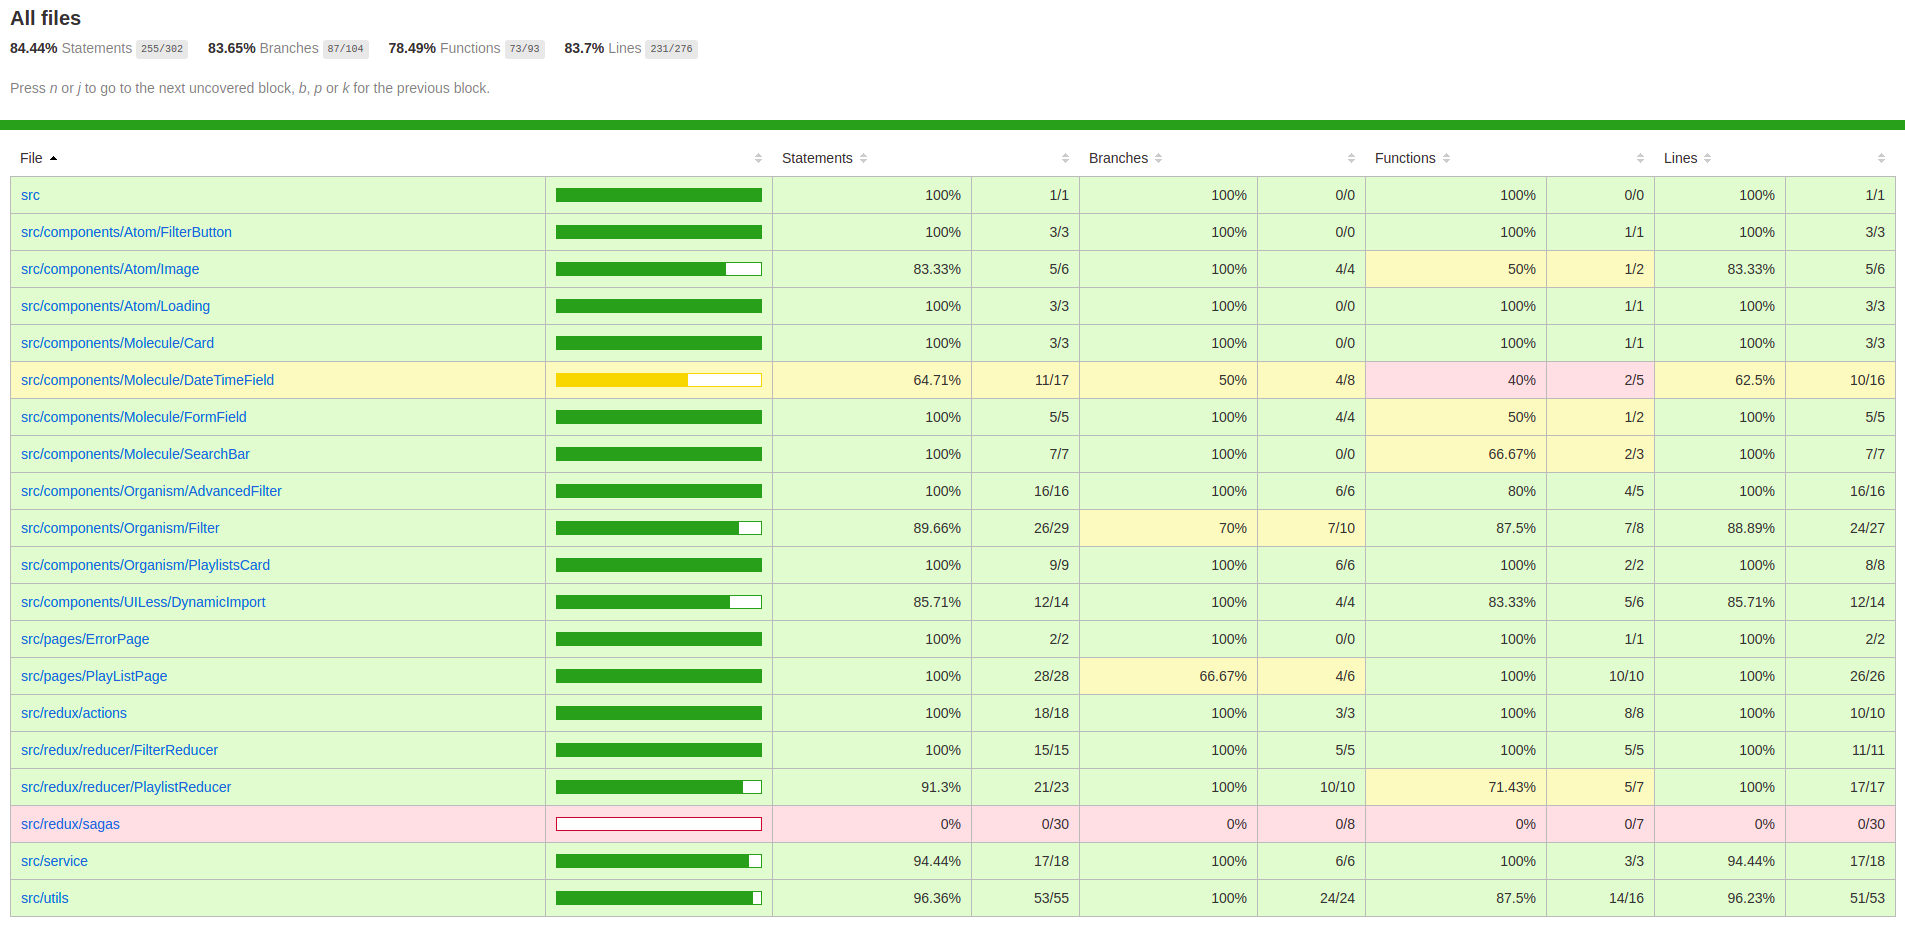 All files
84.44% Statements 255/302 83.65% Branches 87/104 78.49% Functions 73/93 83.7% Lines 231/276
Press n or j to go to the next uncovered block, b, p or k for the previous block.
File Statements Branches Functions Lines
src 100% 1/1 100% 0/0 100% 0/0 100% 1/1
src/components/Atom/FilterButton 100% 3/3 100% 0/0 100% 1/1 100% 3/3
src/components/Atom/Image 83.33% 5/6 100% 4/4 50% 1/2 83.33% 5/6
src/components/Atom/Loading 100% 3/3 100% 0/0 100% 1/1 100% 3/3
src/components/Molecule/Card 100% 3/3 100% 0/0 100% 1/1 100% 3/3
src/components/Molecule/DateTimeField 64.71% 11/17 50% 4/8 40% 2/5 62.5% 10/16
src/components/Molecule/FormField 100% 5/5 100% 4/4 50% 1/2 100% 5/5
src/components/Molecule/SearchBar 100% 7/7 100% 0/0 66.67% 2/3 100% 7/7
src/components/Organism/AdvancedFilter 100% 16/16 100% 6/6 80% 4/5 100% 16/16
src/components/Organism/Filter 89.66% 26/29 70% 7/10 87.5% 7/8 88.89% 24/27
src/components/Organism/PlaylistsCard 100% 9/9 100% 6/6 100% 2/2 100% 8/8
src/components/UILess/DynamicImport 85.71% 12/14 100% 4/4 83.33% 5/6 85.71% 12/14
src/pages/ErrorPage 100% 2/2 100% 0/0 100% 1/1 100% 2/2
src/pages/PlayListPage 100% 28/28 66.67% 4/6 100% 10/10 100% 26/26
src/redux/actions 100% 18/18 100% 3/3 100% 8/8 100% 10/10
src/redux/reducer/FilterReducer 100% 15/15 100% 5/5 100% 5/5 100% 11/11
src/redux/reducer/PlaylistReducer 91.3% 21/23 100% 10/10 71.43% 5/7 100% 17/17
src/redux/sagas 0% 0/30 0% 0/8 0% 0/7 0% 0/30
src/service 94.44% 17/18 100% 6/6 100% 3/3 94.44% 17/18
src/utils 96.36% 53/55 100% 24/24 87.5% 14/16 96.23% 51/53